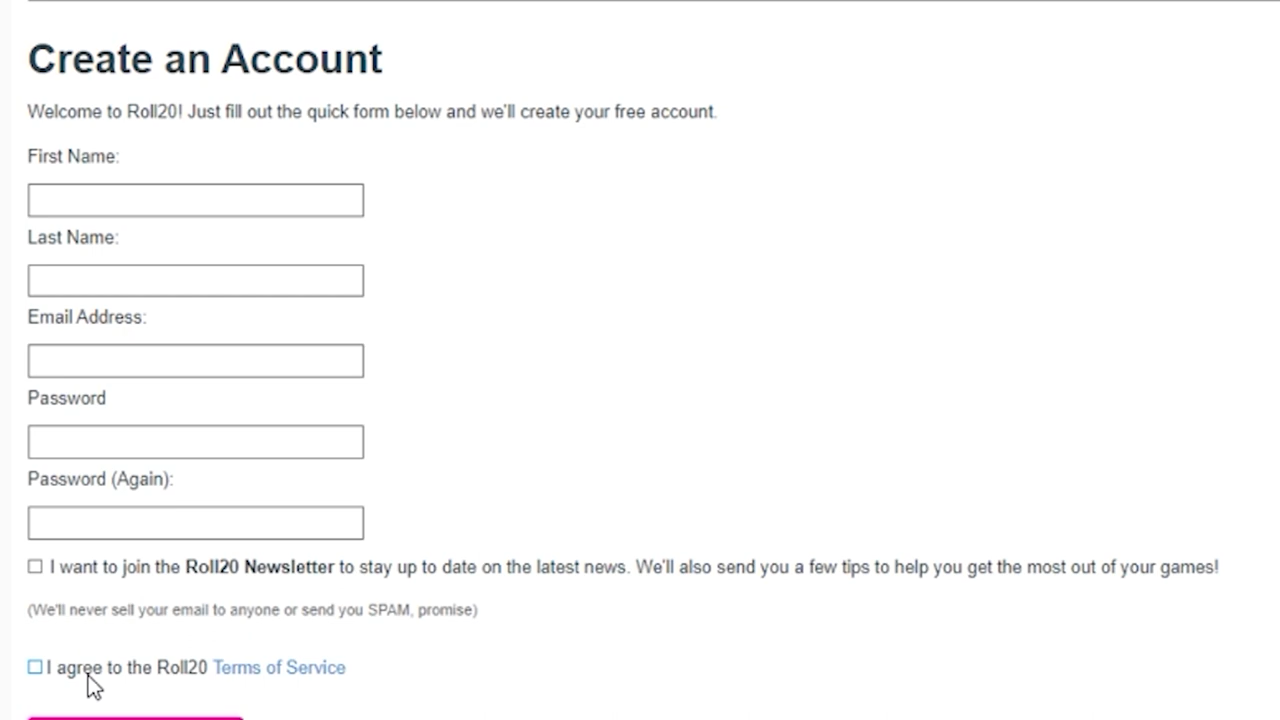 Create an Account
Welcome to Roll20! Just fill out the quick form below and we'll create your free account.
First Name:
Last Name:
Email Address:
Password
Password (Again):
I want to join the Roll20 Newsletter to stay up to date on the latest news. We'll also send you a few tips to help you get the most out of your games!
(We'll never sell your email to anyone or send you SPAM, promise)
I agree to the Roll20 Terms of Service